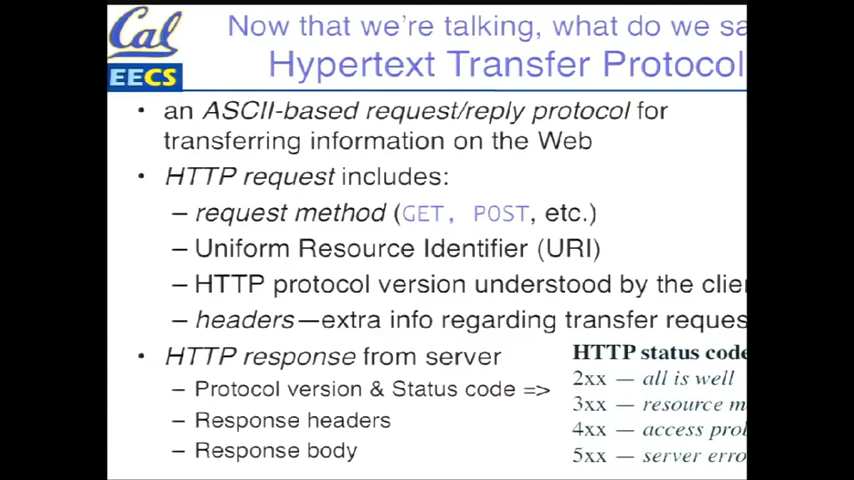 Cal
EECS
Now that we're talking, what do we sa
Hypertext Transfer Protocol
• an ASCII-based request/reply protocol for
transferring information on the Web
• HTTP request includes:
– request method (GET, POST, etc.)
– Uniform Resource Identifier (URI)
– HTTP protocol version understood by the clie
– headers—extra info regarding transfer reques
• HTTP response from server
– Protocol version & Status code =>
– Response headers
– Response body
HTTP status code
2xx — all is well
3xx — resource m
4xx — access prob
5xx — server erro